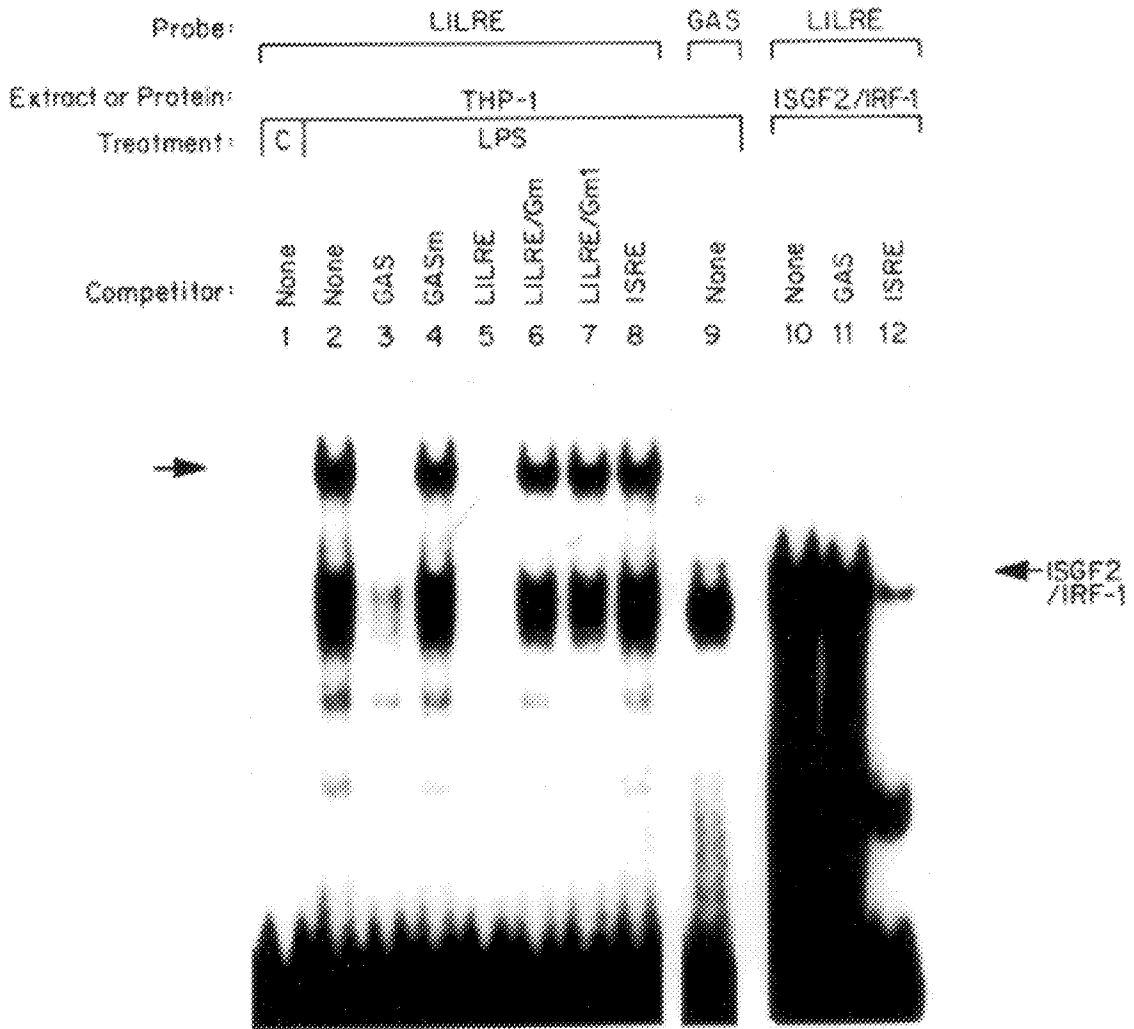 Probe: LILRE GAS LILRE
Extract or Protein: THP-1 ISGF2/IRF-1
Treatment: C LPS
Competitor: None None GAS GASm LILRE LILRE/Gm LILRE/Gm1 ISRE None None GAS ISRE
1 2 3 4 5 6 7 8 9 10 11 12
ISGF2
/IRF-1